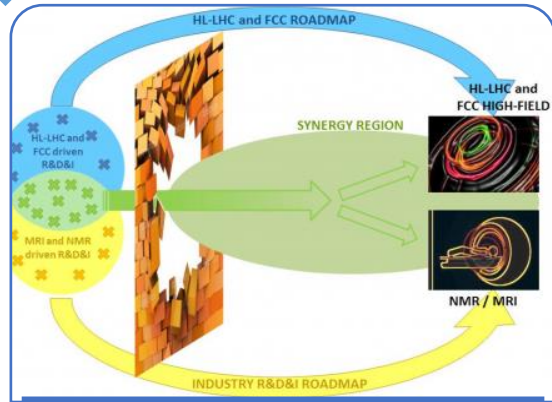 HL-LHC and FCC ROADMAP
HL-LHC and
FCC HIGH-FIELD
SYNERGY REGION
HL-LHC and
FCC driven
R&D&I
MRI and NMR
driven R&D&I
NMR / MRI
INDUSTRY R&D&I ROADMAP